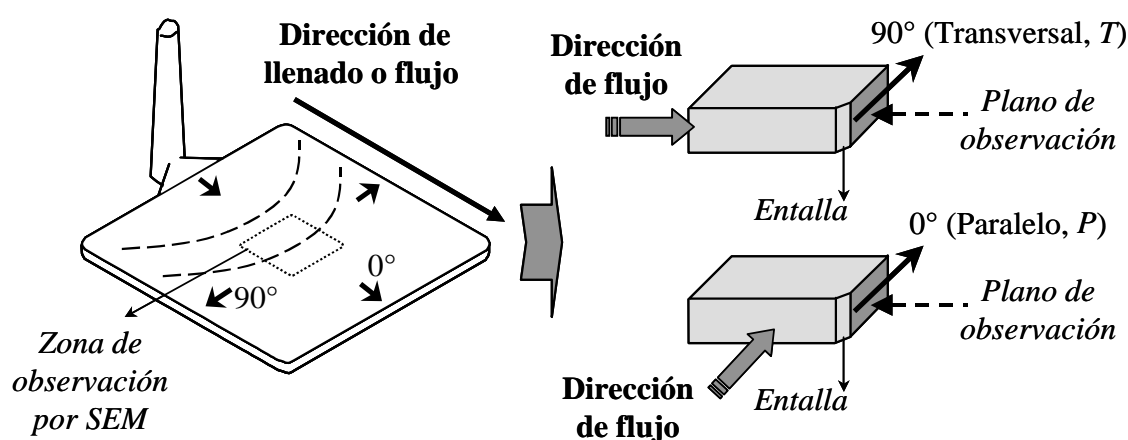 Dirección de
llenado o flujo
0°
90°
Zona de
observación
por SEM
Dirección
de flujo
90° (Transversal, T)
Plano de
observación
Entalla
0° (Paralelo, P)
Plano de
observación
Dirección
de flujo
Entalla